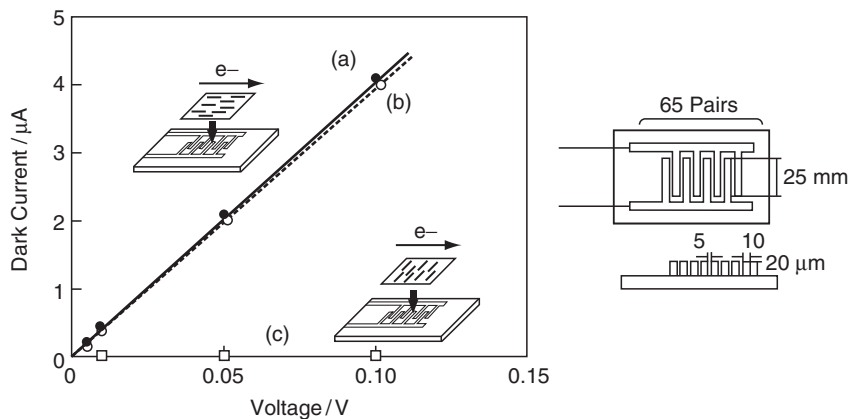 5
4
3
2
1
0
Dark Current / μA
0
0.05
0.10
0.15
Voltage / V
e–
(a)
(b)
e–
(c)
65 Pairs
25 mm
5
10
20 μm